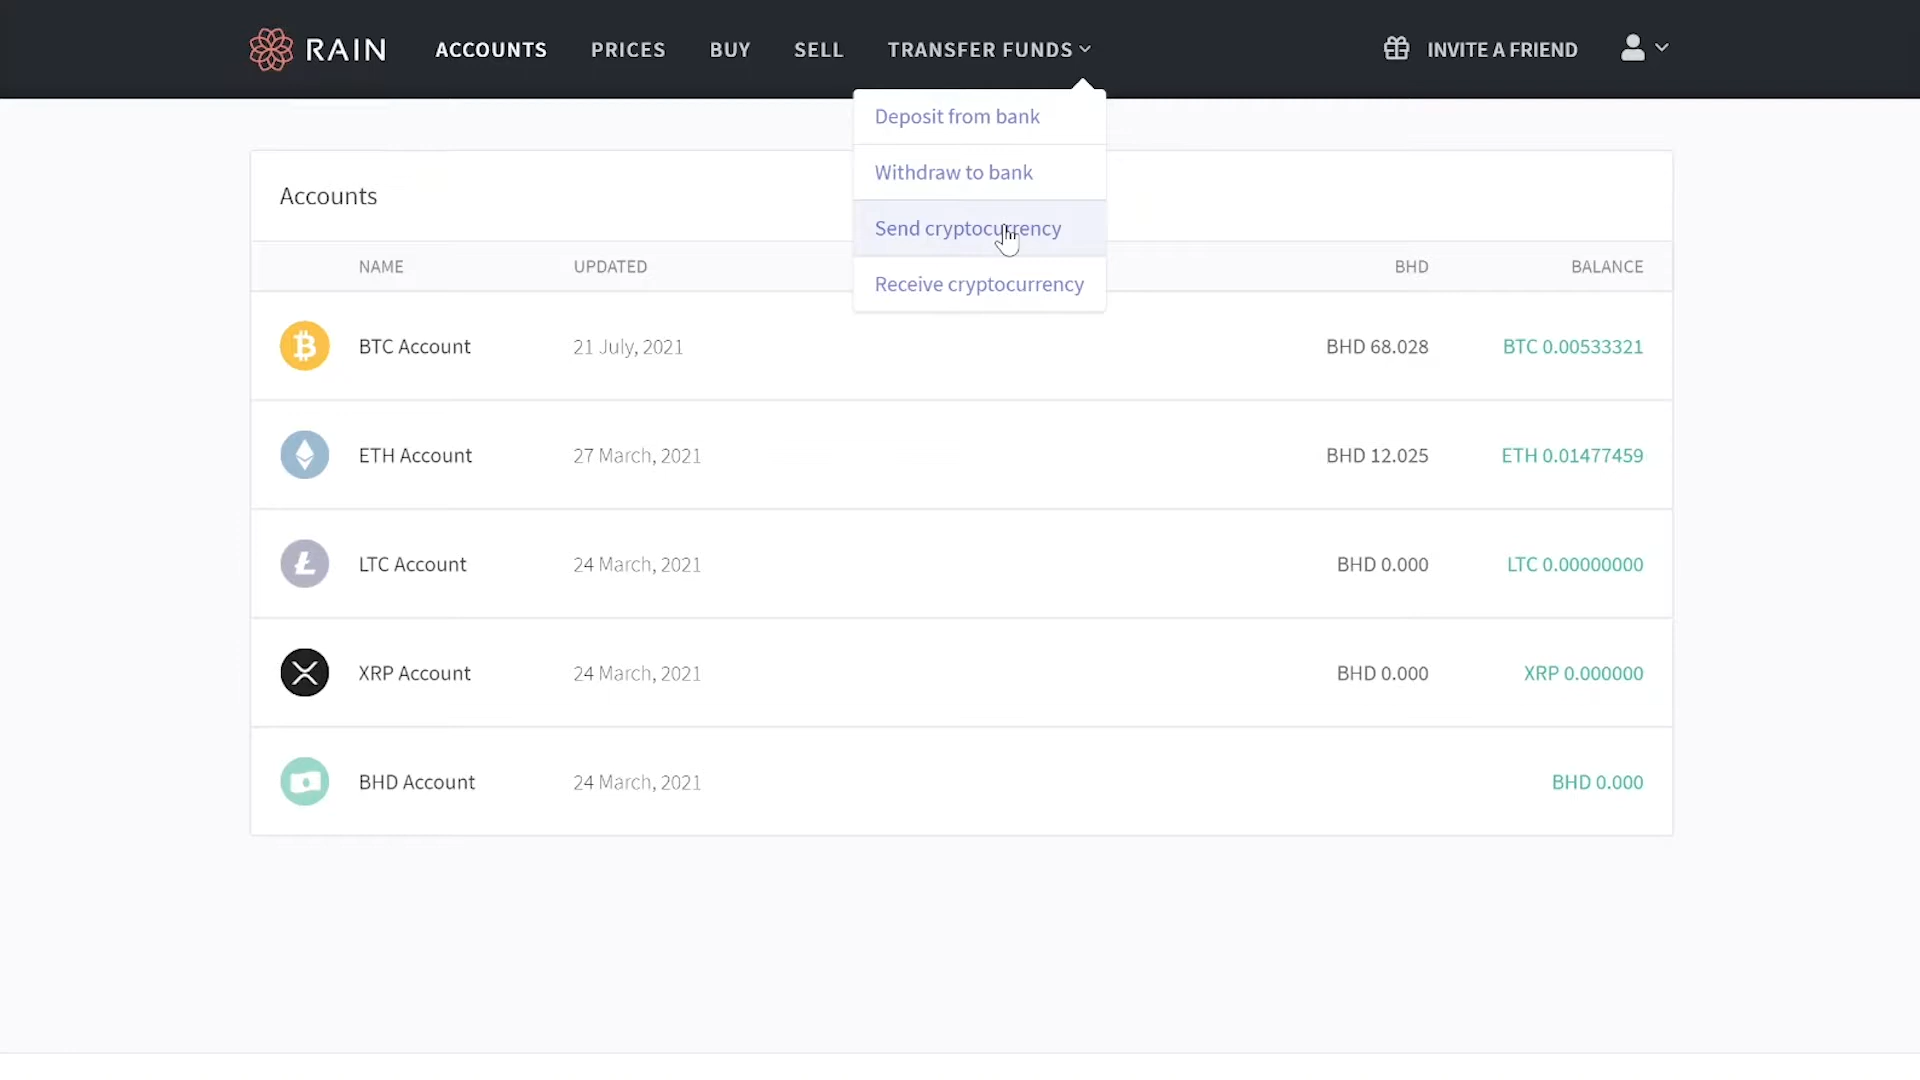 RAIN ACCOUNTS PRICES BUY SELL TRANSFER FUNDS INVITE A FRIEND
Deposit from bank
Withdraw to bank
Send cryptocurrency
Receive cryptocurrency
Accounts
NAME UPDATED BHD BALANCE
BTC Account 21 July, 2021 BHD 68.028 BTC 0.00533321
ETH Account 27 March, 2021 BHD 12.025 ETH 0.01477459
LTC Account 24 March, 2021 BHD 0.000 LTC 0.00000000
XRP Account 24 March, 2021 BHD 0.000 XRP 0.000000
BHD Account 24 March, 2021 BHD 0.000